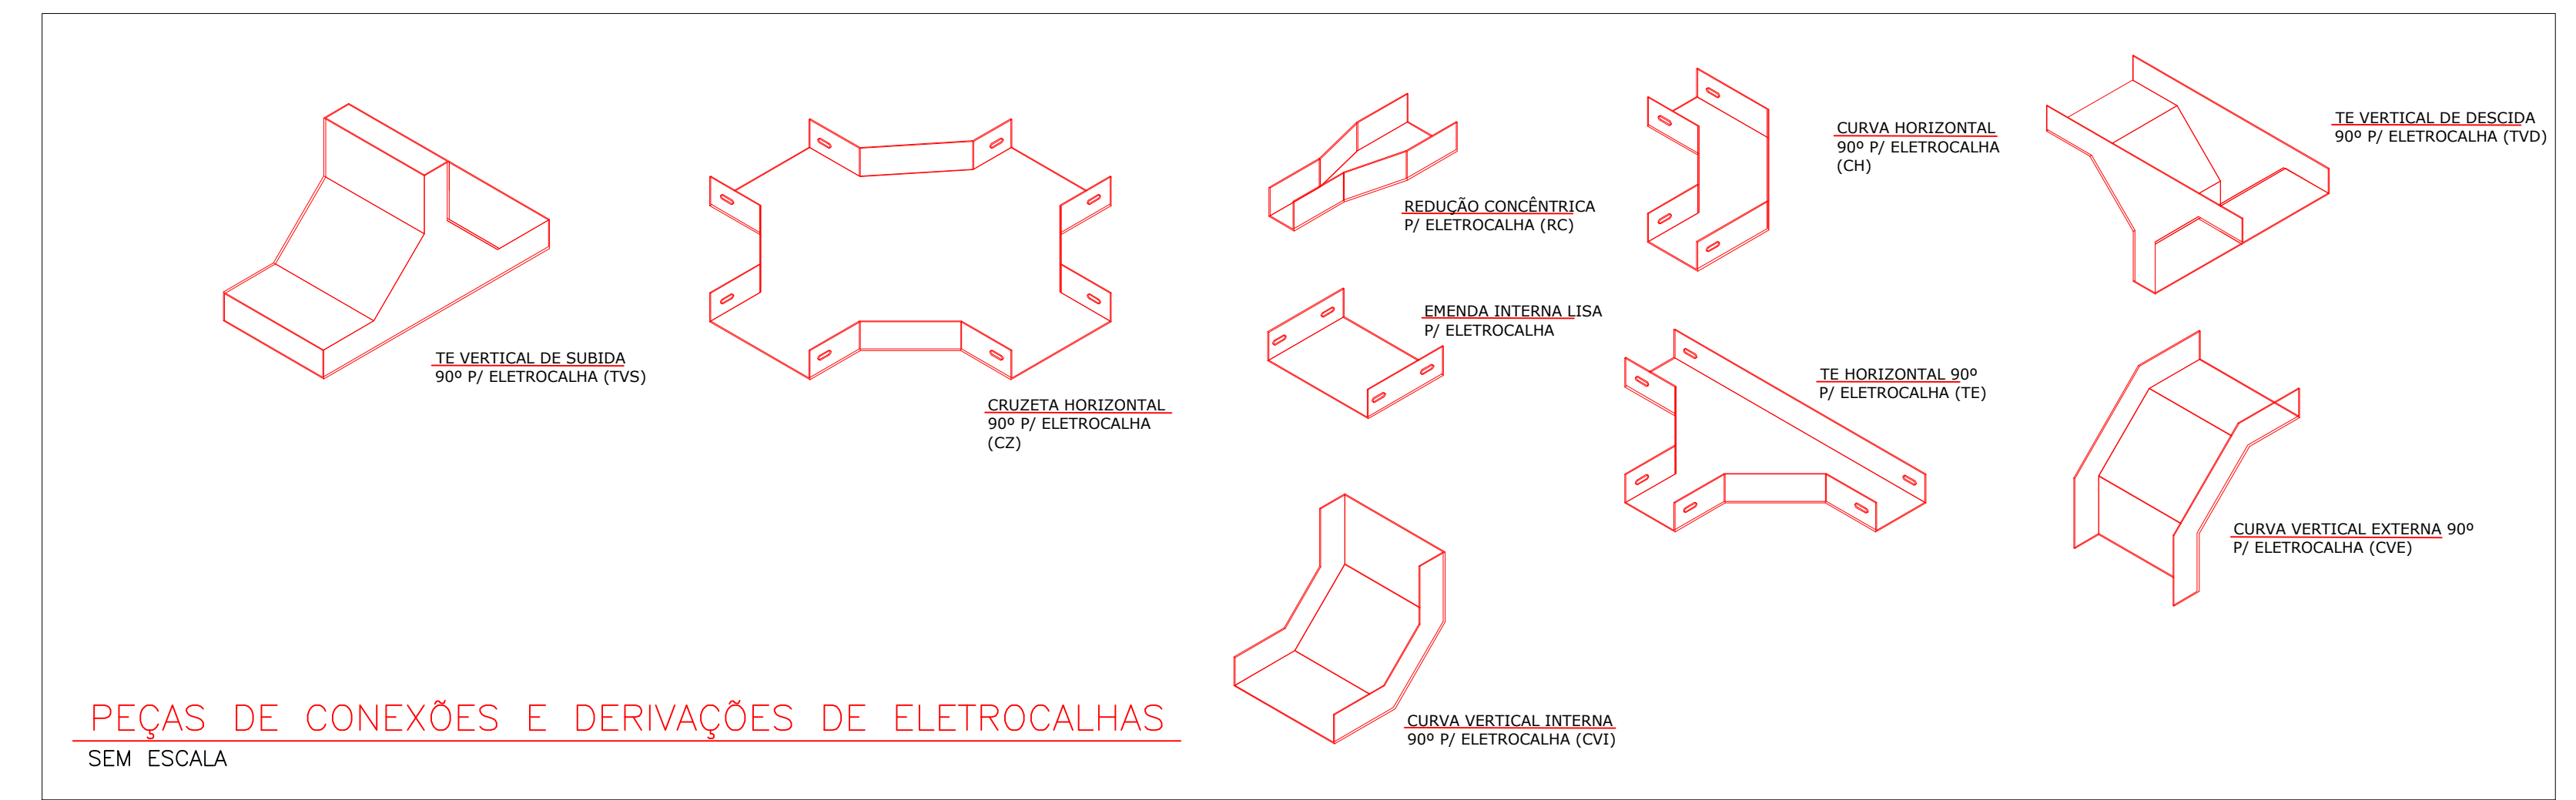 TE VERTICAL DE SUBIDA
90º P/ ELETROCALHA (TVS)
CRUZETA HORIZONTAL
90º P/ ELETROCALHA
(CZ)
REDUÇÃO CONCÊNTRICA
P/ ELETROCALHA (RC)
EMENDA INTERNA LISA
P/ ELETROCALHA
CURVA VERTICAL INTERNA
90º P/ ELETROCALHA (CVI)
CURVA HORIZONTAL
90º P/ ELETROCALHA
(CH)
TE HORIZONTAL 90º
P/ ELETROCALHA (TE)
TE VERTICAL DE DESCIDA
90º P/ ELETROCALHA (TVD)
CURVA VERTICAL EXTERNA 90º
P/ ELETROCALHA (CVE)
PEÇAS DE CONEXÕES E DERIVAÇÕES DE ELETROCALHAS
SEM ESCALA